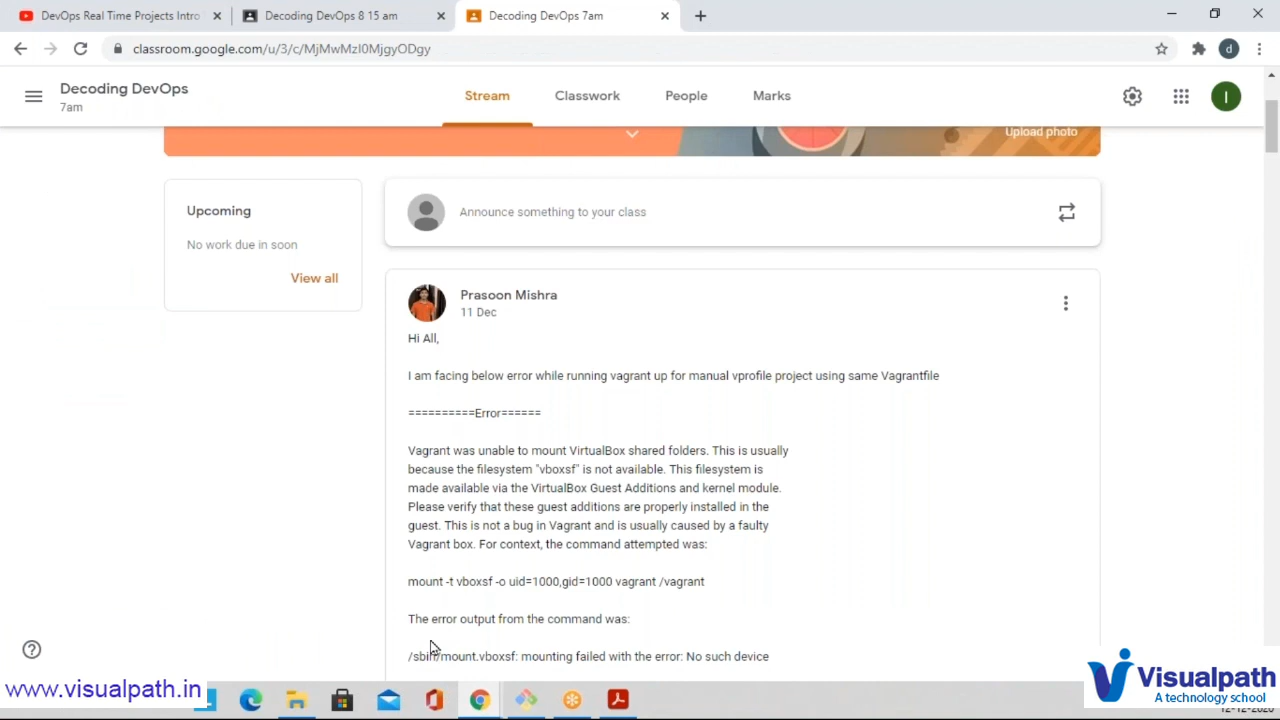 DevOps Real Time Projects Intro
Decoding DevOps 8 15 am
Decoding DevOps 7am
classroom.google.com/u/3/c/MjMwMzI0MjgyODgy
d
Decoding DevOps
7am
Stream
Classwork
People
Marks
I
Upload photo
Upcoming
No work due in soon
View all
Announce something to your class
Prasoon Mishra
11 Dec
Hi All,
I am facing below error while running vagrant up for manual vprofile project using same Vagrantfile
==========Error======
Vagrant was unable to mount VirtualBox shared folders. This is usually
because the filesystem "vboxsf" is not available. This filesystem is
made available via the VirtualBox Guest Additions and kernel module.
Please verify that these guest additions are properly installed in the
guest. This is not a bug in Vagrant and is usually caused by a faulty
Vagrant box. For context, the command attempted was:
mount -t vboxsf -o uid=1000,gid=1000 vagrant /vagrant
The error output from the command was:
/sbin/mount.vboxsf: mounting failed with the error: No such device
www.visualpath.in
Visualpath
A technology school
12-12-2020